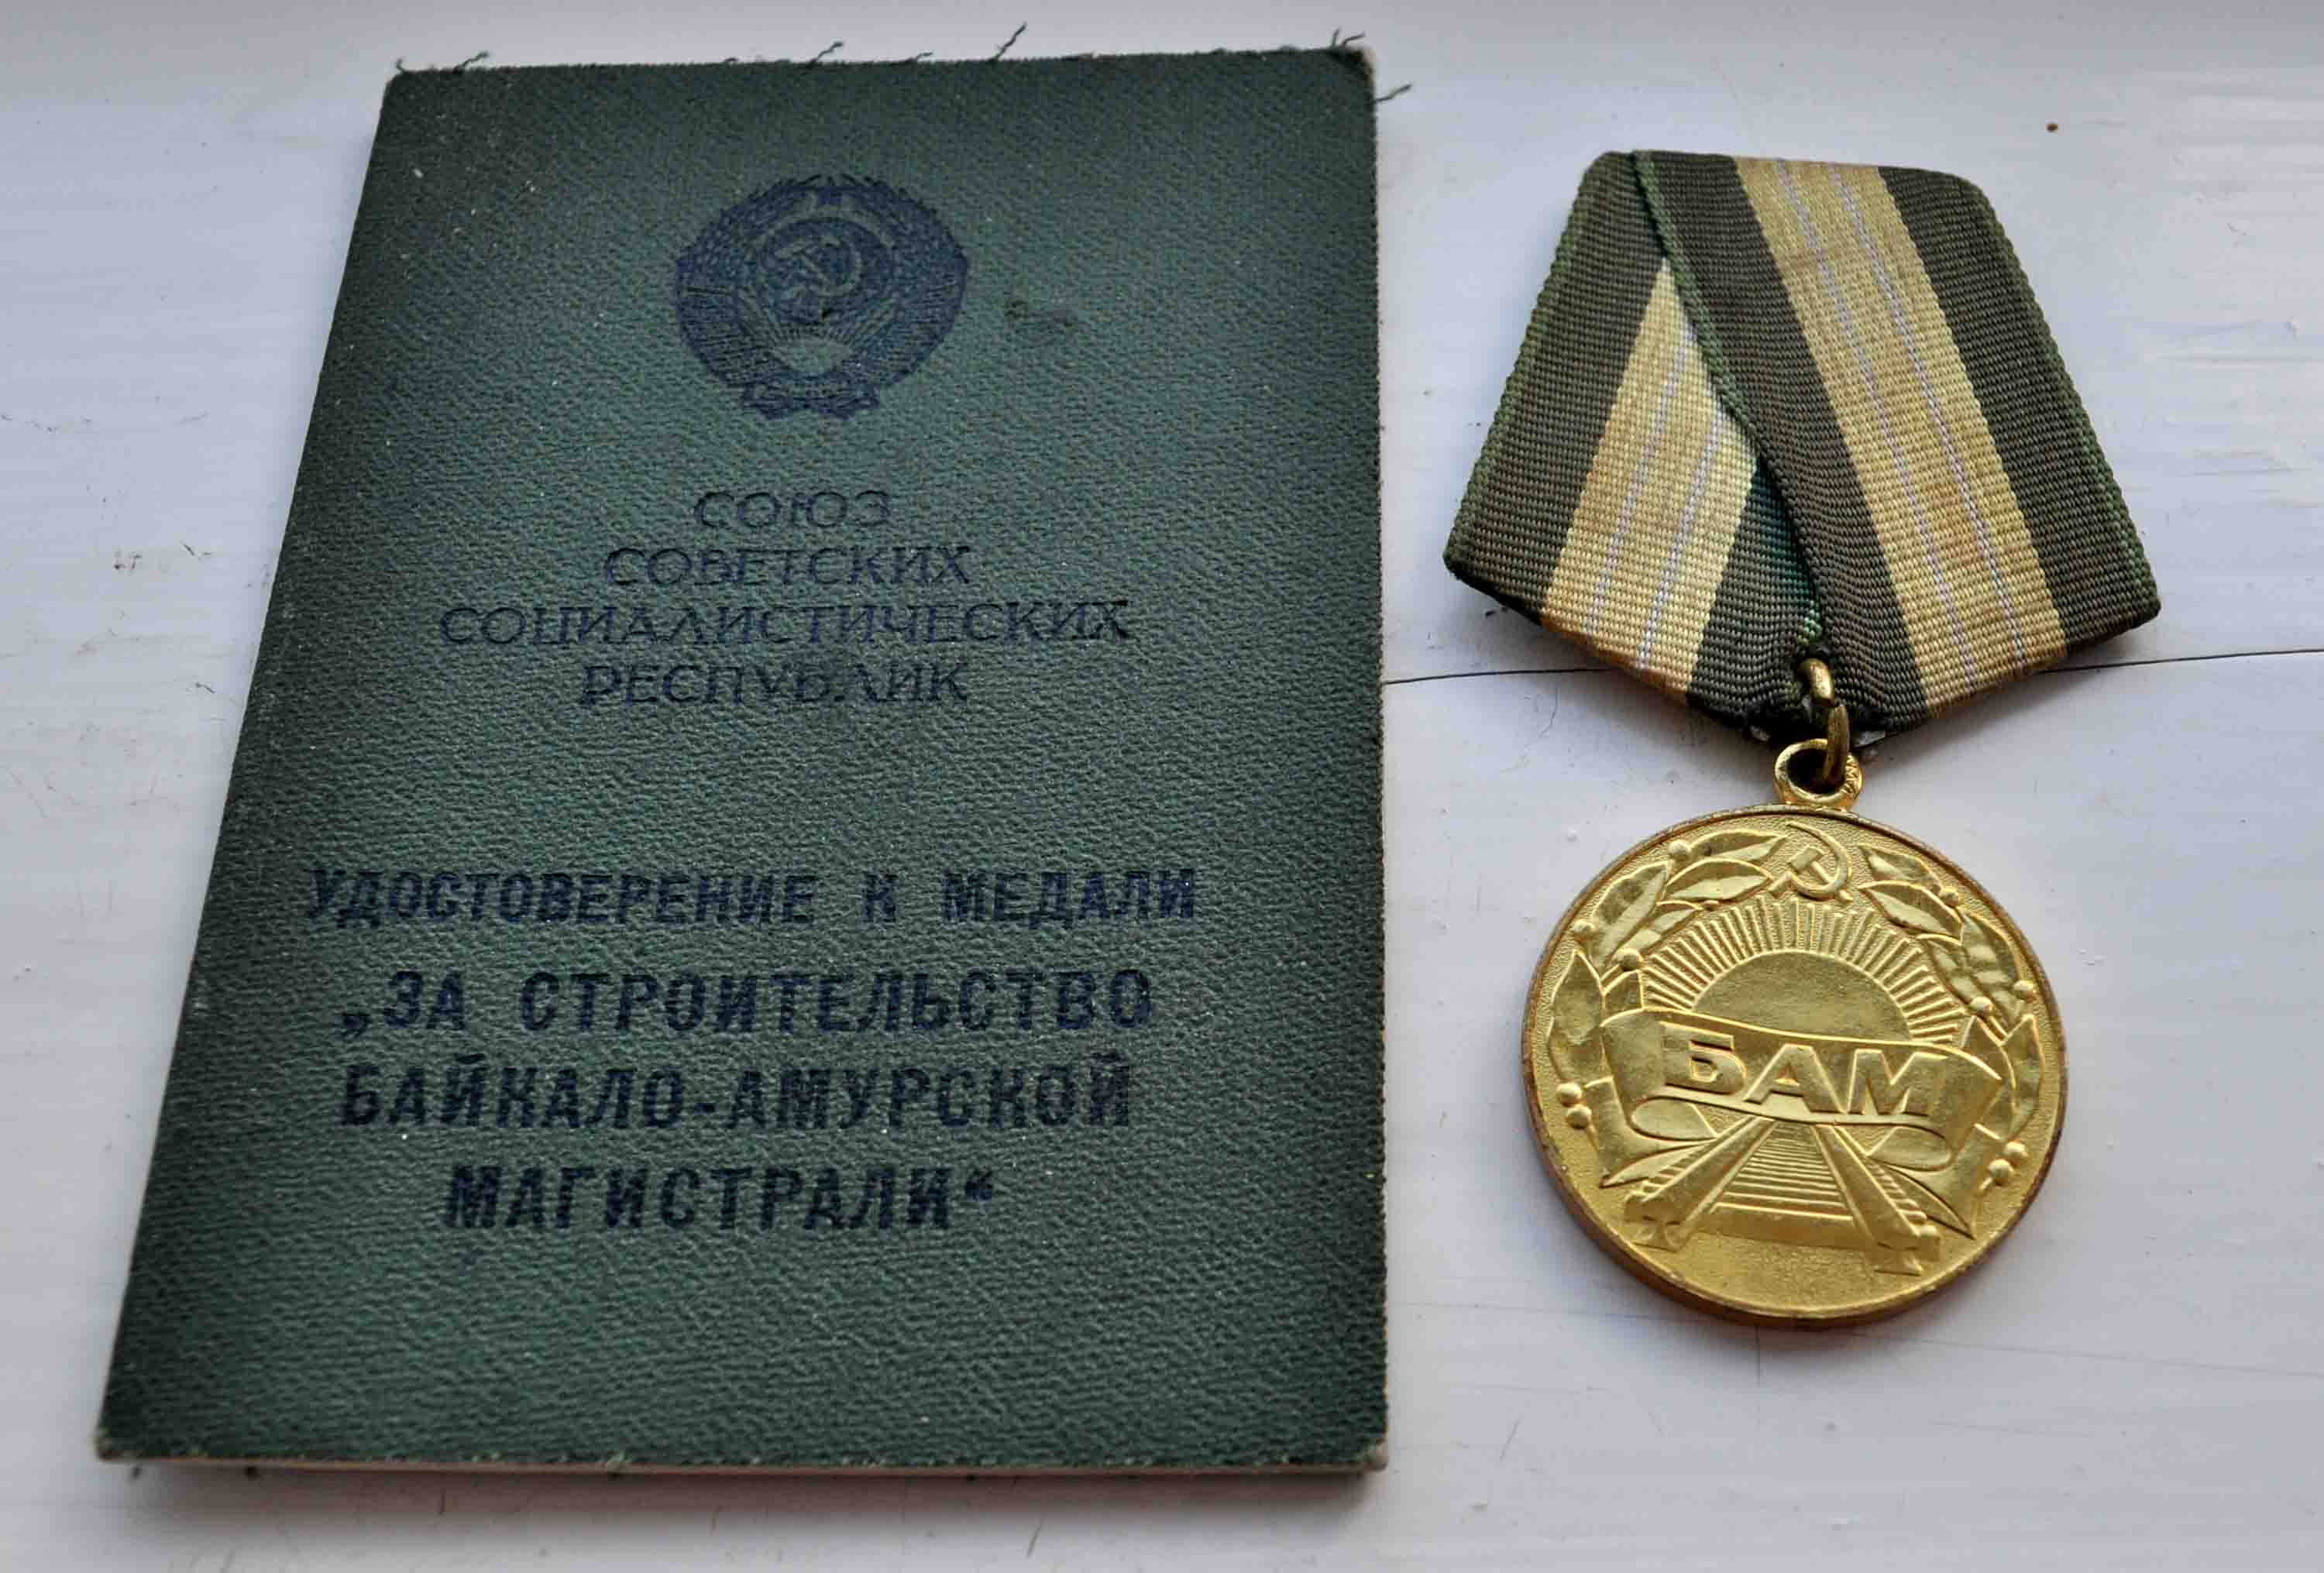 СОЮЗ
СОВЕТСКИХ
СОЦИАЛИСТИЧЕСКИХ
РЕСПУБЛИК
УДОСТОВЕРЕНИЕ К МЕДАЛИ
„ЗА СТРОИТЕЛЬСТВО
БАЙКАЛО-АМУРСКОЙ
МАГИСТРАЛИ“
БАМ